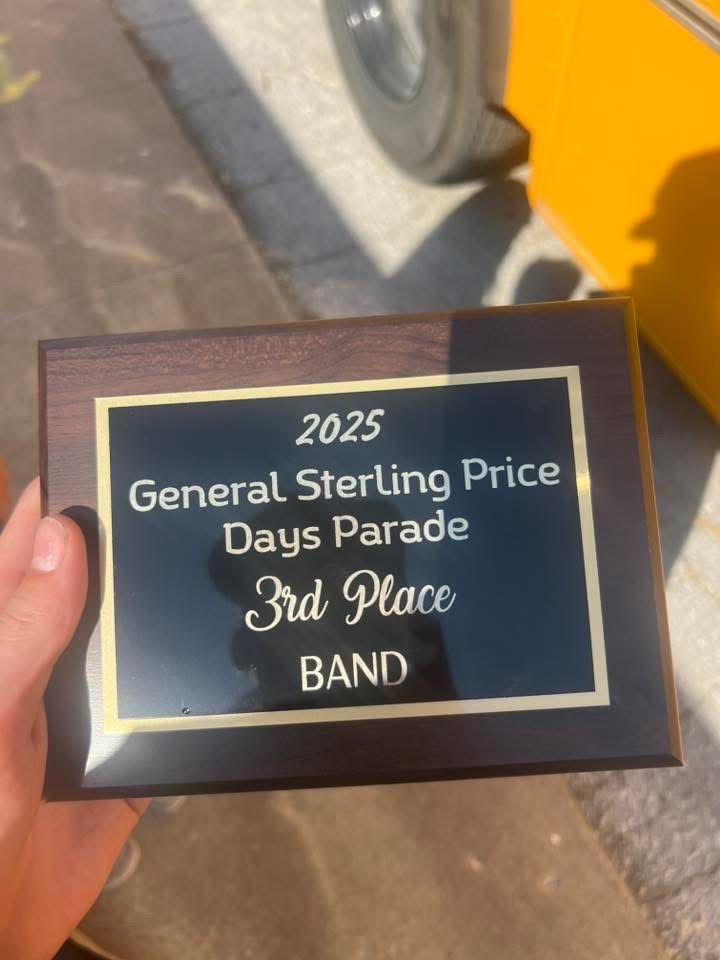 2025
General Sterling Price
Days Parade
3rd Place
BAND